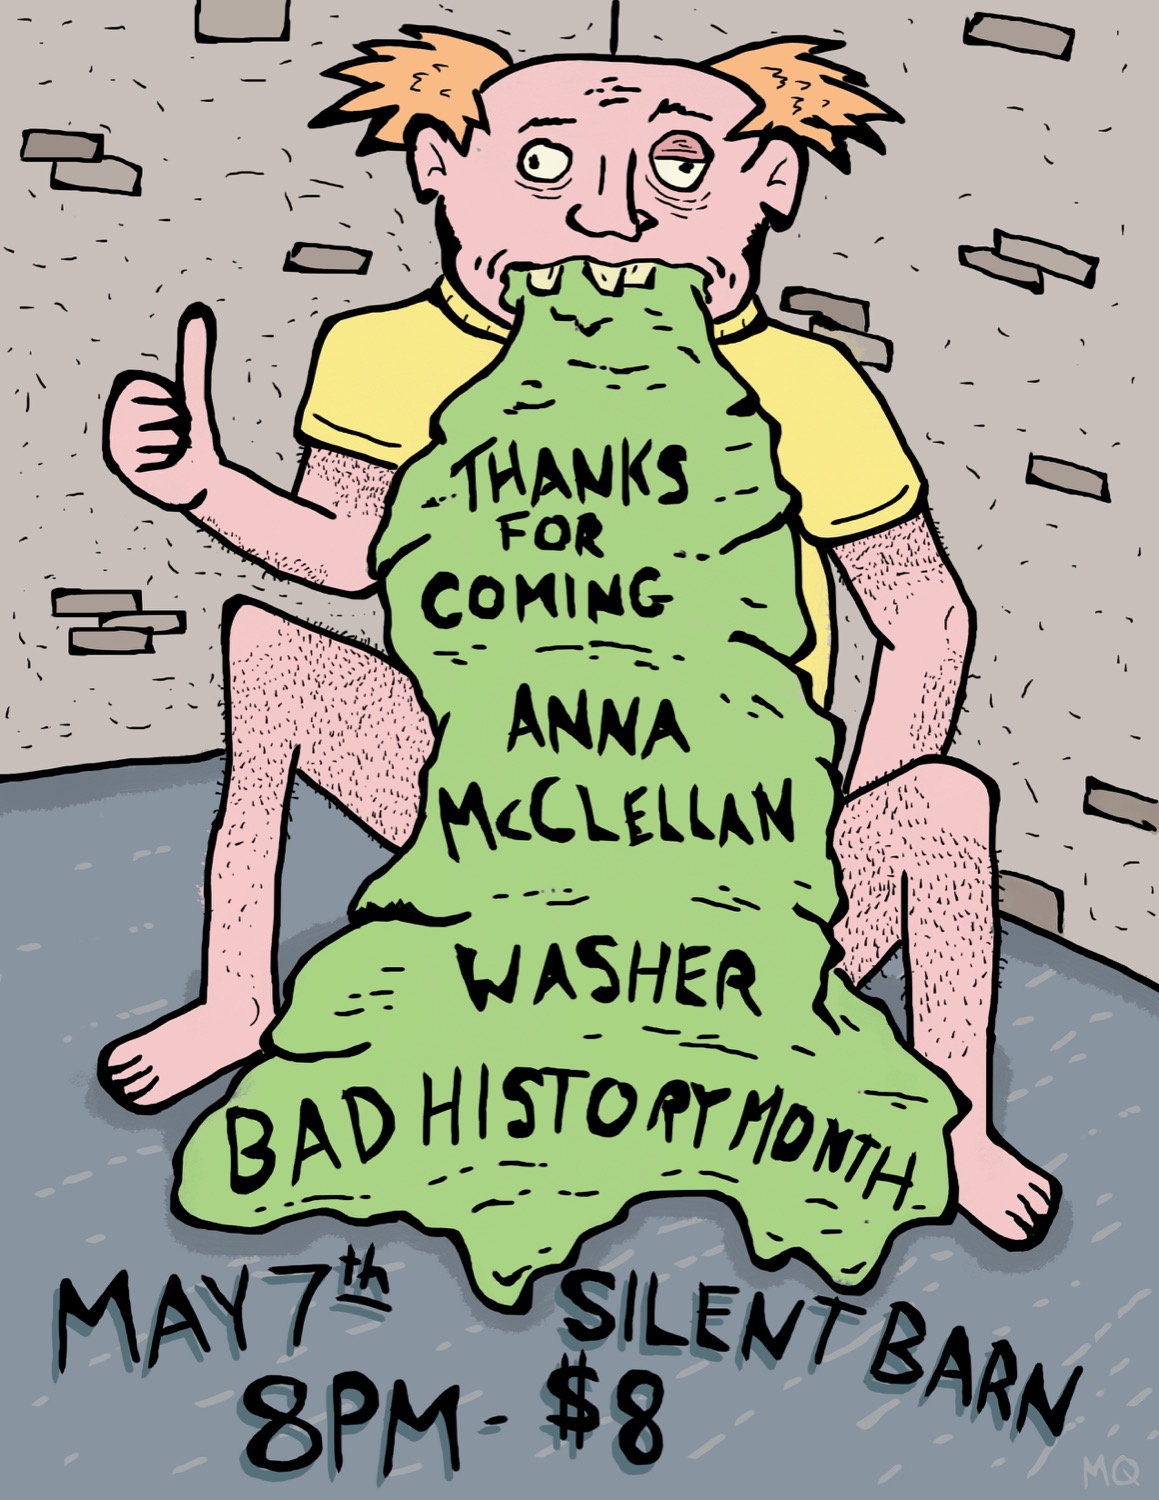 THANKS
FOR
COMING
ANNA
McCLELLAN
WASHER
BAD HISTORY MONTH
MAY 7th SILENT BARN
8PM - $8
MQ